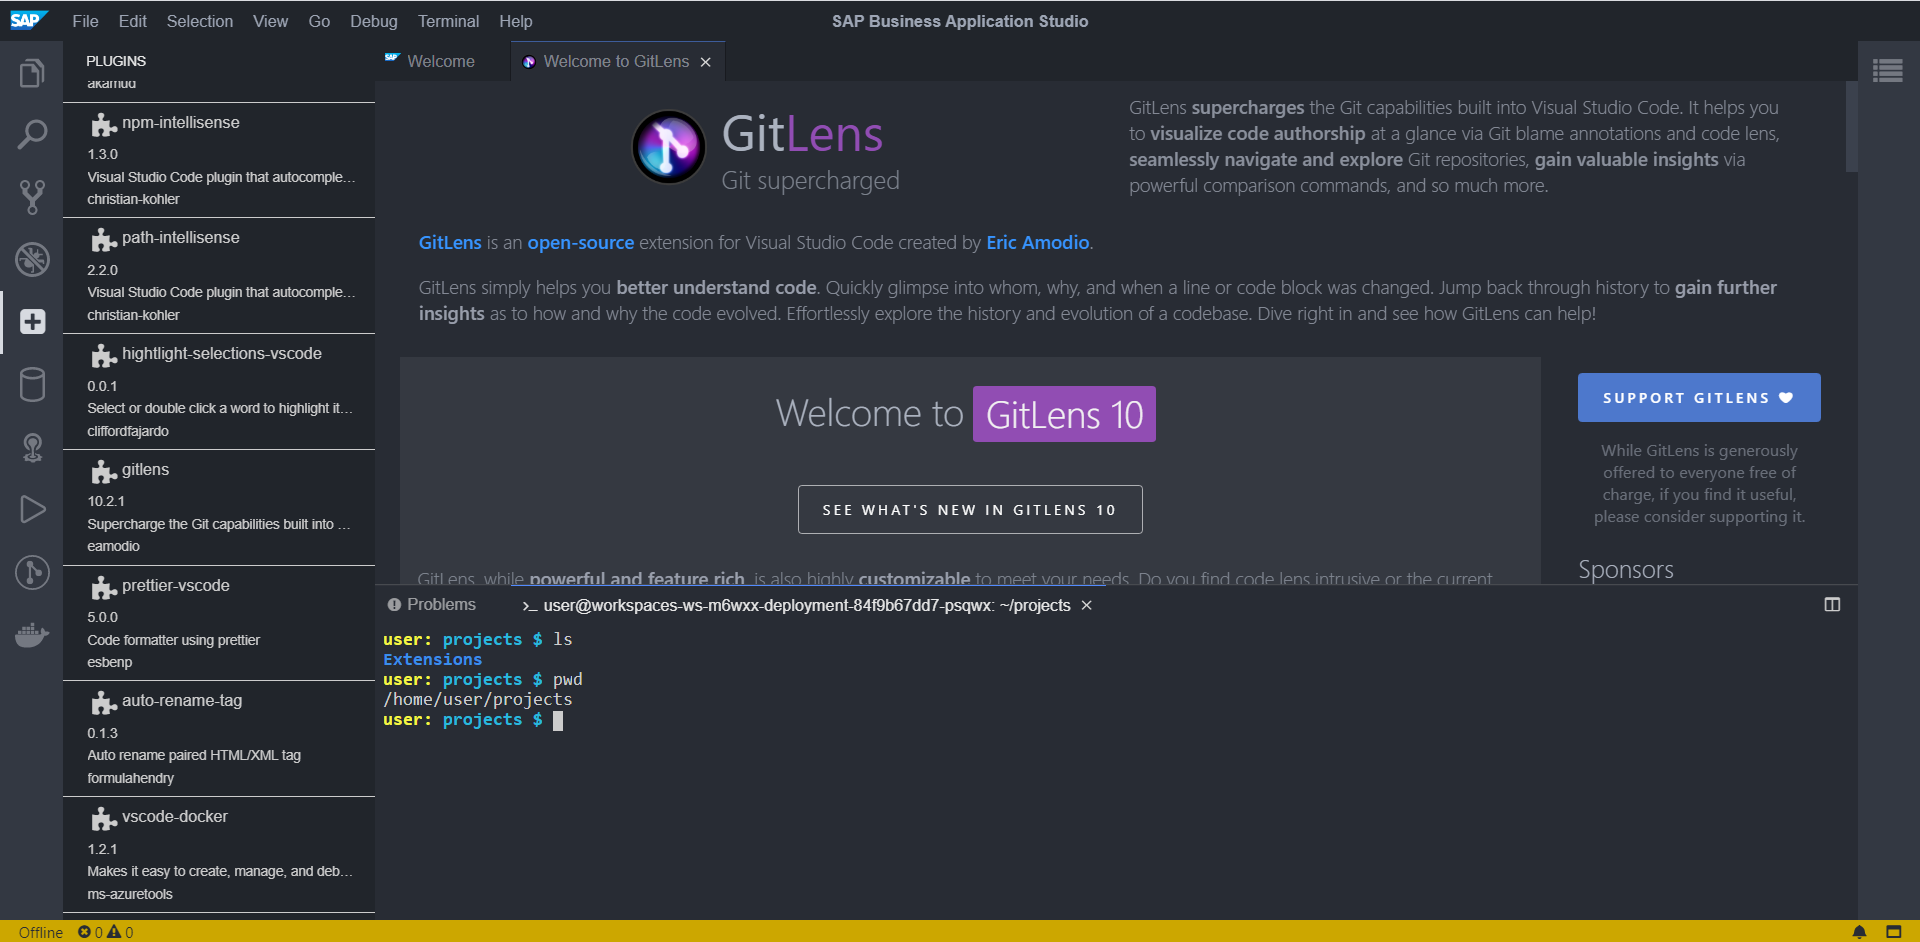 SAP File Edit Selection View Go Debug Terminal Help SAP Business Application Studio
PLUGINS
akamud
npm-intellisense
1.3.0
Visual Studio Code plugin that autocomple…
christian-kohler
path-intellisense
2.2.0
Visual Studio Code plugin that autocomple…
christian-kohler
hightlight-selections-vscode
0.0.1
Select or double click a word to highlight it…
cliffordfajardo
gitlens
10.2.1
Supercharge the Git capabilities built into …
eamodio
prettier-vscode
5.0.0
Code formatter using prettier
esbenp
auto-rename-tag
0.1.3
Auto rename paired HTML/XML tag
formulahendry
vscode-docker
1.2.1
Makes it easy to create, manage, and deb…
ms-azuretools
SAP Welcome
Welcome to GitLens ×
GitLens
Git supercharged
GitLens supercharges the Git capabilities built into Visual Studio Code. It helps you
to visualize code authorship at a glance via Git blame annotations and code lens,
seamlessly navigate and explore Git repositories, gain valuable insights via
powerful comparison commands, and so much more.
GitLens is an open-source extension for Visual Studio Code created by Eric Amodio.
GitLens simply helps you better understand code. Quickly glimpse into whom, why, and when a line or code block was changed. Jump back through history to gain further
insights as to how and why the code evolved. Effortlessly explore the history and evolution of a codebase. Dive right in and see how GitLens can help!
Welcome to GitLens 10
SEE WHAT'S NEW IN GITLENS 10
GitLens, while powerful and feature rich, is also highly customizable to meet your needs. Do you find code lens intrusive or the current
SUPPORT GITLENS
While GitLens is generously
offered to everyone free of
charge, if you find it useful,
please consider supporting it.
Sponsors
Problems
>_ user@workspaces-ws-m6wxx-deployment-84f9b67dd7-psqwx: ~/projects ×
user: projects $ ls
Extensions
user: projects $ pwd
/home/user/projects
user: projects $
Offline 0 0